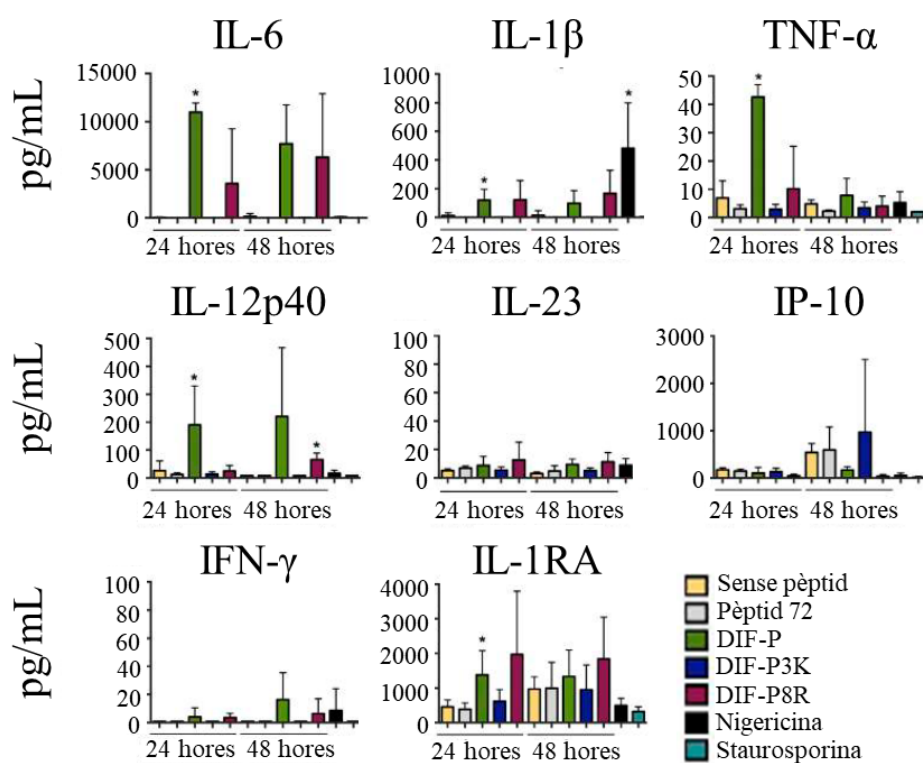 IL-6
IL-1β
TNF-α
pg/mL
15000
10000
5000
0
24 hores
48 hores
1000
800
600
400
200
0
24 hores
48 hores
50
40
30
20
10
0
24 hores
48 hores
IL-12p40
IL-23
IP-10
pg/mL
500
400
300
200
100
0
24 hores
48 hores
100
80
60
40
20
0
24 hores
48 hores
3000
2000
1000
0
24 hores
48 hores
IFN-γ
IL-1RA
pg/mL
100
80
60
40
20
0
24 hores
48 hores
4000
3000
2000
1000
0
24 hores
48 hores
Sense pèptid
Pèptid 72
DIF-P
DIF-P3K
DIF-P8R
Nigericina
Staurosporina